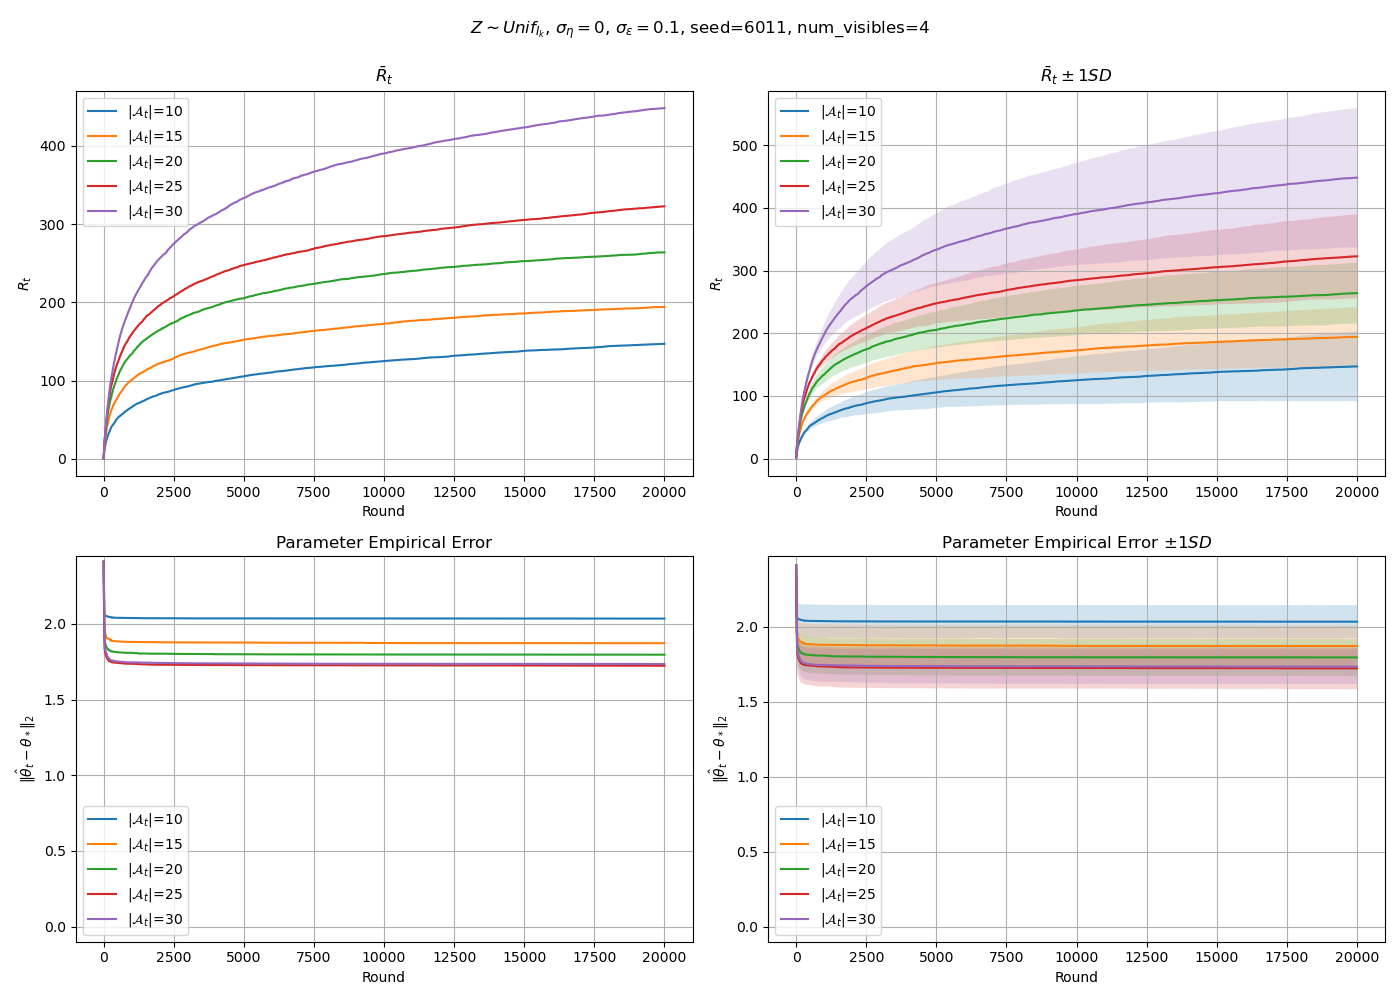 Z ∼ Unif_{I_k}, σ_η = 0, σ_ε = 0.1, seed=6011, num_visibles=4
R̄_t
R_t
|𝒜_t|=10
|𝒜_t|=15
|𝒜_t|=20
|𝒜_t|=25
|𝒜_t|=30
400
300
200
100
0
0 2500 5000 7500 10000 12500 15000 17500 20000
Round
R̄_t ± 1SD
R_t
|𝒜_t|=10
|𝒜_t|=15
|𝒜_t|=20
|𝒜_t|=25
|𝒜_t|=30
500
400
300
200
100
0
0 2500 5000 7500 10000 12500 15000 17500 20000
Round
Parameter Empirical Error
‖θ̂_t − θ_*‖_2
2.0
1.5
1.0
0.5
0.0
|𝒜_t|=10
|𝒜_t|=15
|𝒜_t|=20
|𝒜_t|=25
|𝒜_t|=30
0 2500 5000 7500 10000 12500 15000 17500 20000
Round
Parameter Empirical Error ±1SD
‖θ̂_t − θ_*‖_2
2.0
1.5
1.0
0.5
0.0
|𝒜_t|=10
|𝒜_t|=15
|𝒜_t|=20
|𝒜_t|=25
|𝒜_t|=30
0 2500 5000 7500 10000 12500 15000 17500 20000
Round